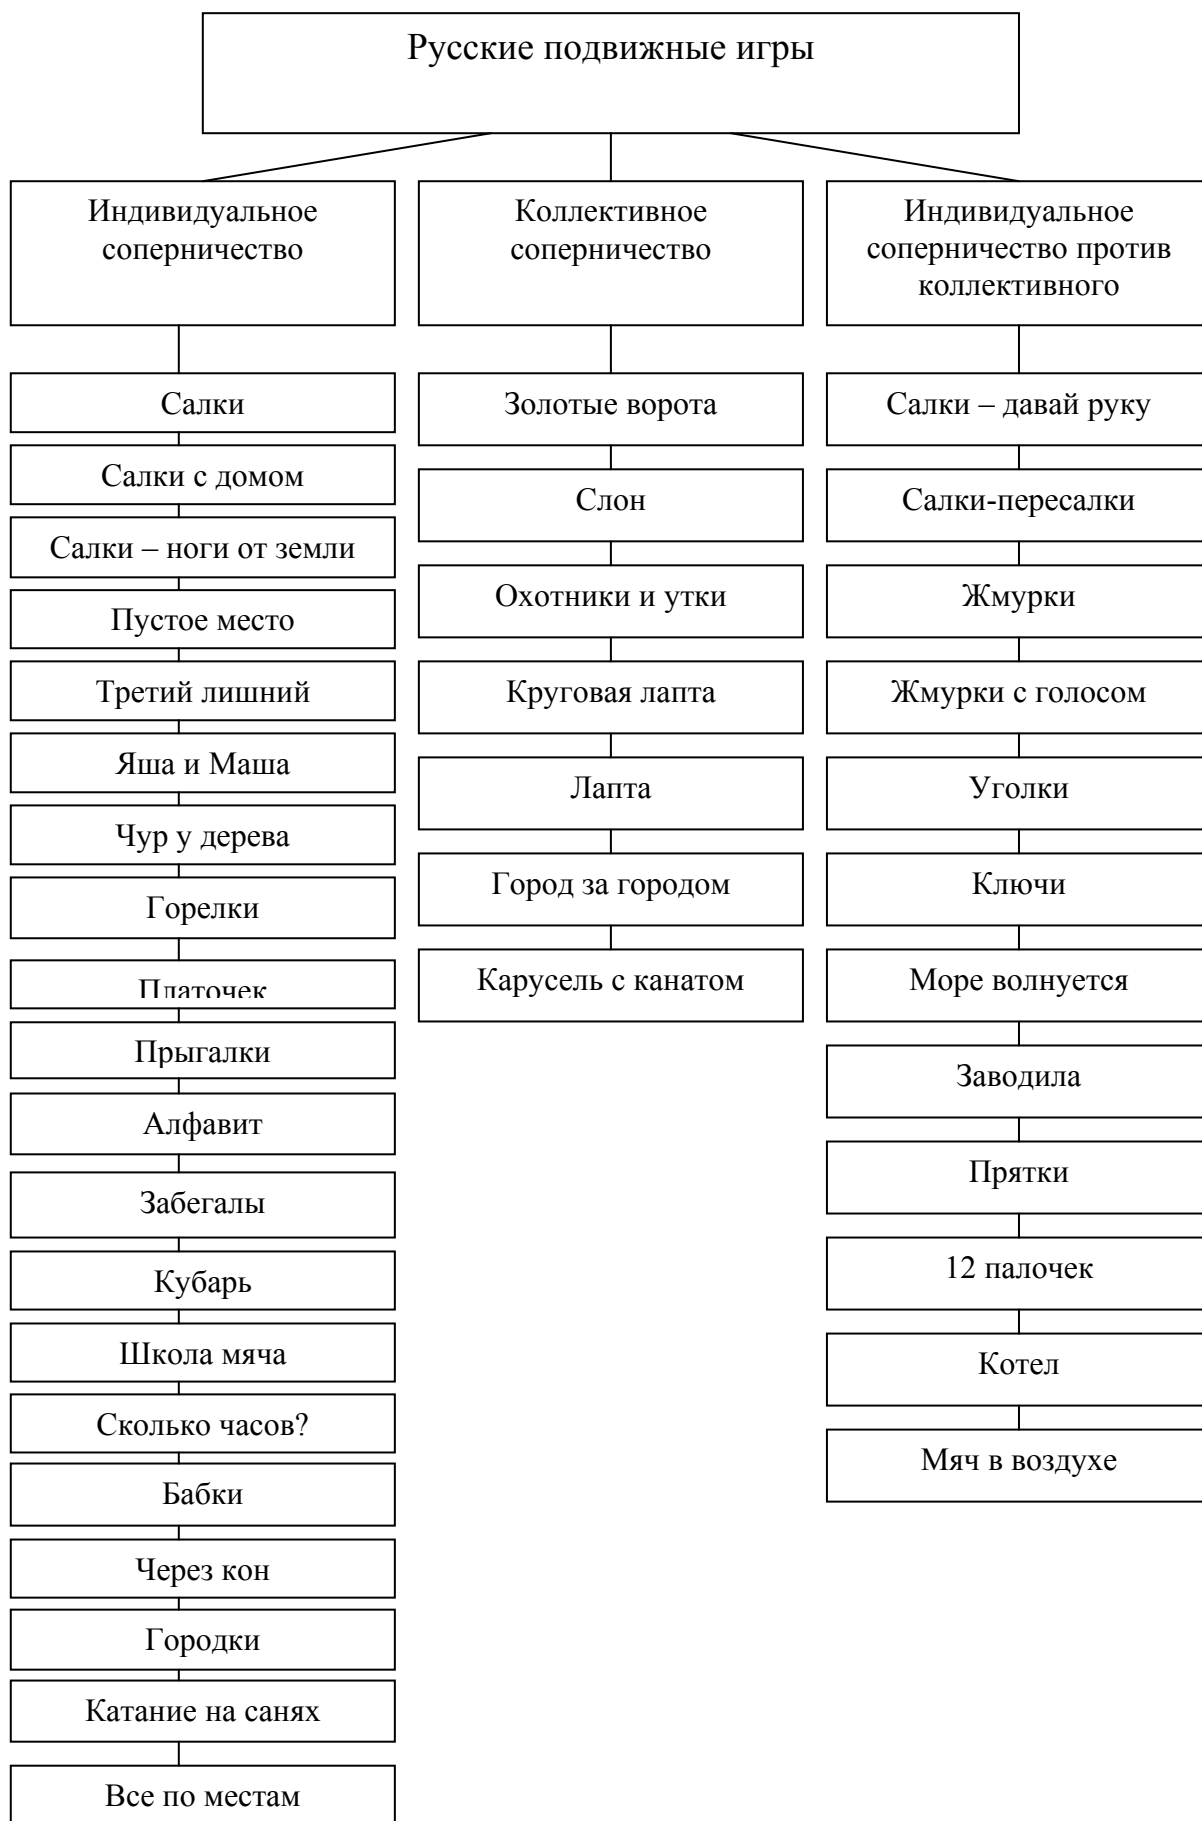 Русские подвижные игры
Индивидуальное
соперничество
Коллективное
соперничество
Индивидуальное
соперничество против
коллективного
Салки
Салки с домом
Салки – ноги от земли
Пустое место
Третий лишний
Яша и Маша
Чур у дерева
Горелки
Платочек
Прыгалки
Алфавит
Забегалы
Кубарь
Школа мяча
Сколько часов?
Бабки
Через кон
Городки
Катание на санях
Все по местам
Золотые ворота
Слон
Охотники и утки
Круговая лапта
Лапта
Город за городом
Карусель с канатом
Салки – давай руку
Салки-пересалки
Жмурки
Жмурки с голосом
Уголки
Ключи
Море волнуется
Заводила
Прятки
12 палочек
Котел
Мяч в воздухе